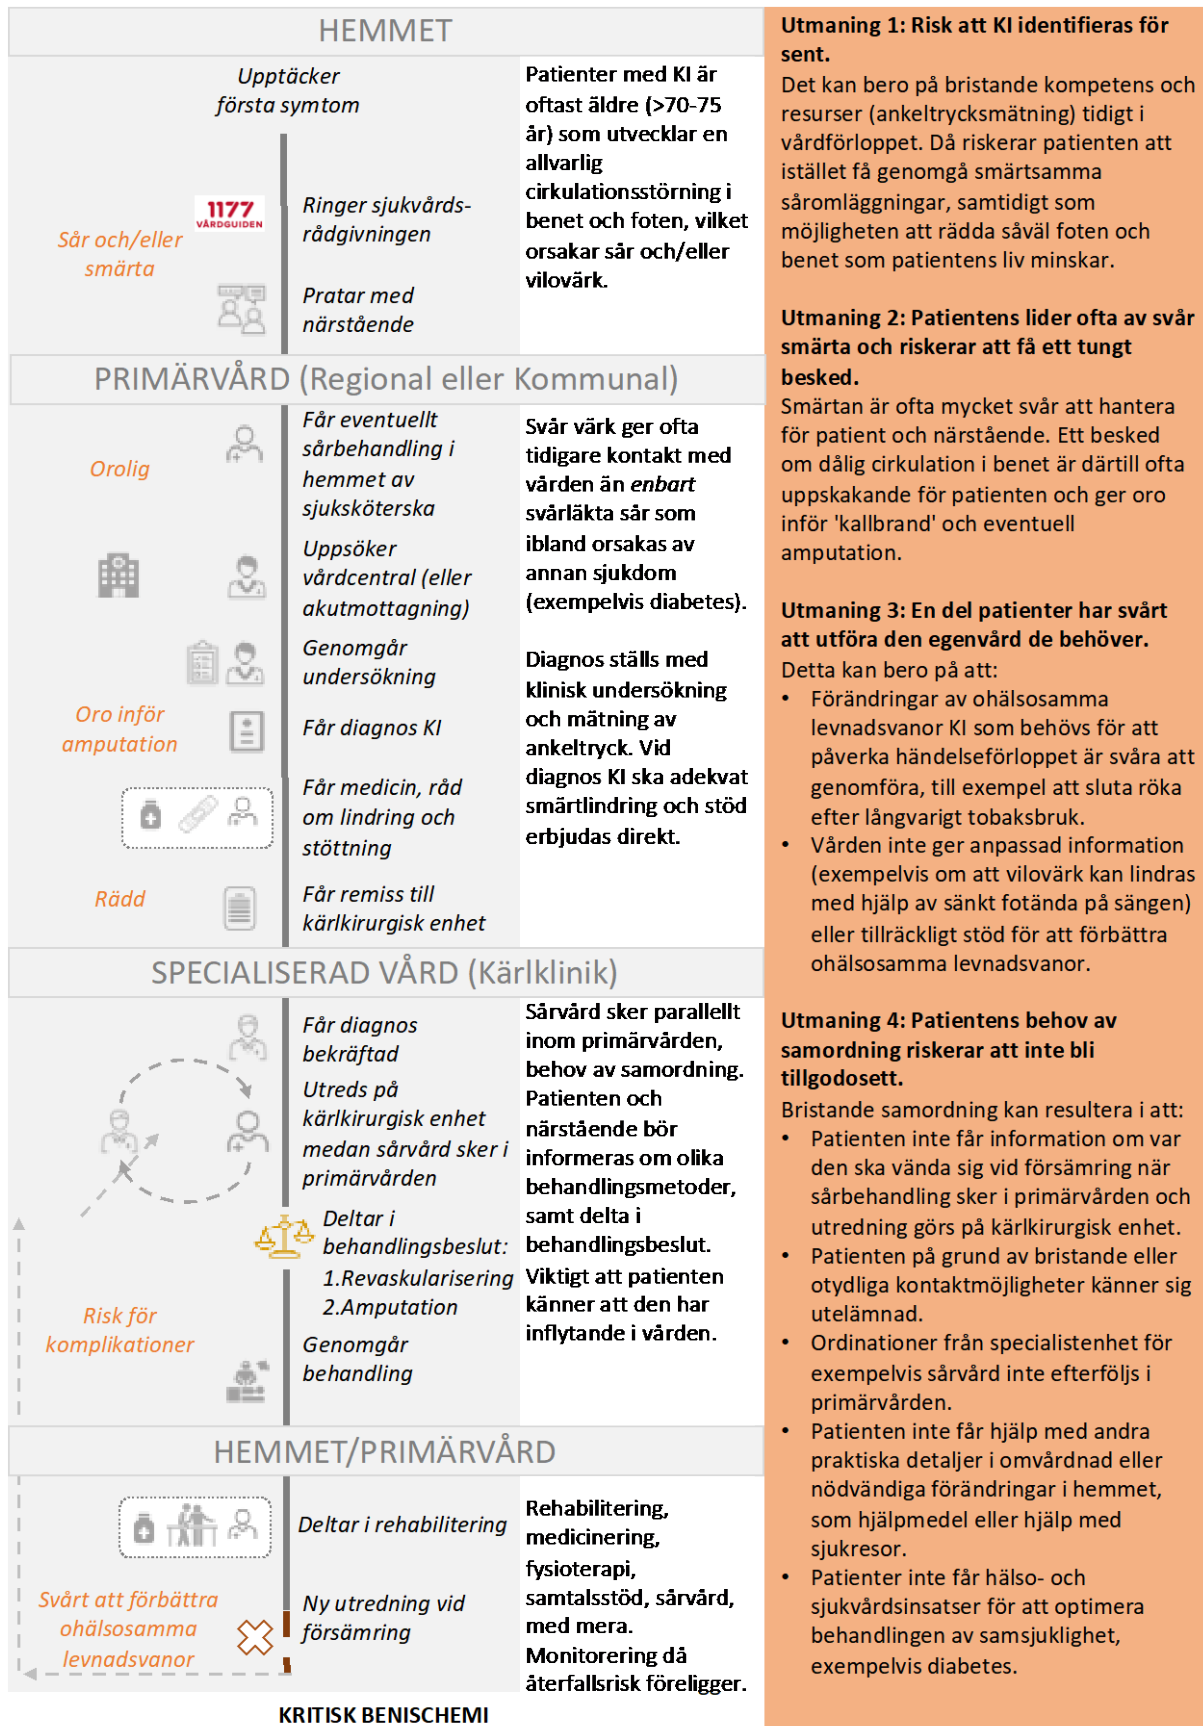 HEMMET
Upptäcker
första symtom
1177
VÅRDGUIDEN
Ringer sjukvårds-
rådgivningen
Sår och/eller
smärta
Pratar med
närstående
Patienter med KI är
oftast äldre (>70-75
år) som utvecklar en
allvarlig
cirkulationsstörning i
benet och foten, vilket
orsakar sår och/eller
vilovärk.
PRIMÄRVÅRD (Regional eller Kommunal)
Får eventuellt
sårbehandling i
hemmet av
sjuksköterska
Orolig
Uppsöker
vårdcentral (eller
akutmottagning)
Genomgår
undersökning
Oro inför
amputation
Får diagnos KI
Får medicin, råd
om lindring och
stöttning
Rädd
Får remiss till
kärlkirurgisk enhet
Svår värk ger ofta
tidigare kontakt med
vården än enbart
svårläkta sår som
ibland orsakas av
annan sjukdom
(exempelvis diabetes).
Diagnos ställs med
klinisk undersökning
och mätning av
ankeltryck. Vid
diagnos KI ska adekvat
smärtlindring och stöd
erbjudas direkt.
SPECIALISERAD VÅRD (Kärlklinik)
Får diagnos
bekräftad
Utreds på
kärlkirurgisk enhet
medan sårvård sker i
primärvården
Deltar i
behandlingsbeslut:
1.Revaskularisering
2.Amputation
Risk för
komplikationer
Genomgår
behandling
Sårvård sker parallellt
inom primärvården,
behov av samordning.
Patienten och
närstående bör
informeras om olika
behandlingsmetoder,
samt delta i
behandlingsbeslut.
Viktigt att patienten
känner att den har
inflytande i vården.
HEMMET/PRIMÄRVÅRD
Deltar i rehabilitering
Svårt att förbättra
ohälsosamma
levnadsvanor
Ny utredning vid
försämring
Rehabilitering,
medicinering,
fysioterapi,
samtalsstöd, sårvård,
med mera.
Monitorering då
återfallsrisk föreligger.
KRITISK BENISCHEMI
Utmaning 1: Risk att KI identifieras för
sent.
Det kan bero på bristande kompetens och
resurser (ankeltrycksmätning) tidigt i
vårdförloppet. Då riskerar patienten att
istället få genomgå smärtsamma
såromläggningar, samtidigt som
möjligheten att rädda såväl foten och
benet som patientens liv minskar.
Utmaning 2: Patientens lider ofta av svår
smärta och riskerar att få ett tungt
besked.
Smärtan är ofta mycket svår att hantera
för patient och närstående. Ett besked
om dålig cirkulation i benet är därtill ofta
uppskakande för patienten och ger oro
inför 'kallbrand' och eventuell
amputation.
Utmaning 3: En del patienter har svårt
att utföra den egenvård de behöver.
Detta kan bero på att:
• Förändringar av ohälsosamma
levnadsvanor KI som behövs för att
påverka händelseförloppet är svåra att
genomföra, till exempel att sluta röka
efter långvarigt tobaksbruk.
• Vården inte ger anpassad information
(exempelvis om att vilovärk kan lindras
med hjälp av sänkt fotända på sängen)
eller tillräckligt stöd för att förbättra
ohälsosamma levnadsvanor.
Utmaning 4: Patientens behov av
samordning riskerar att inte bli
tillgodosett.
Bristande samordning kan resultera i att:
• Patienten inte får information om var
den ska vända sig vid försämring när
sårbehandling sker i primärvården och
utredning görs på kärlkirurgisk enhet.
• Patienten på grund av bristande eller
otydliga kontaktmöjligheter känner sig
utelämnad.
• Ordinationer från specialistenhet för
exempelvis sårvård inte efterföljs i
primärvården.
• Patienten inte får hjälp med andra
praktiska detaljer i omvårdnad eller
nödvändiga förändringar i hemmet,
som hjälpmedel eller hjälp med
sjukresor.
• Patienter inte får hälso- och
sjukvårdsinsatser för att optimera
behandlingen av samsjuklighet,
exempelvis diabetes.